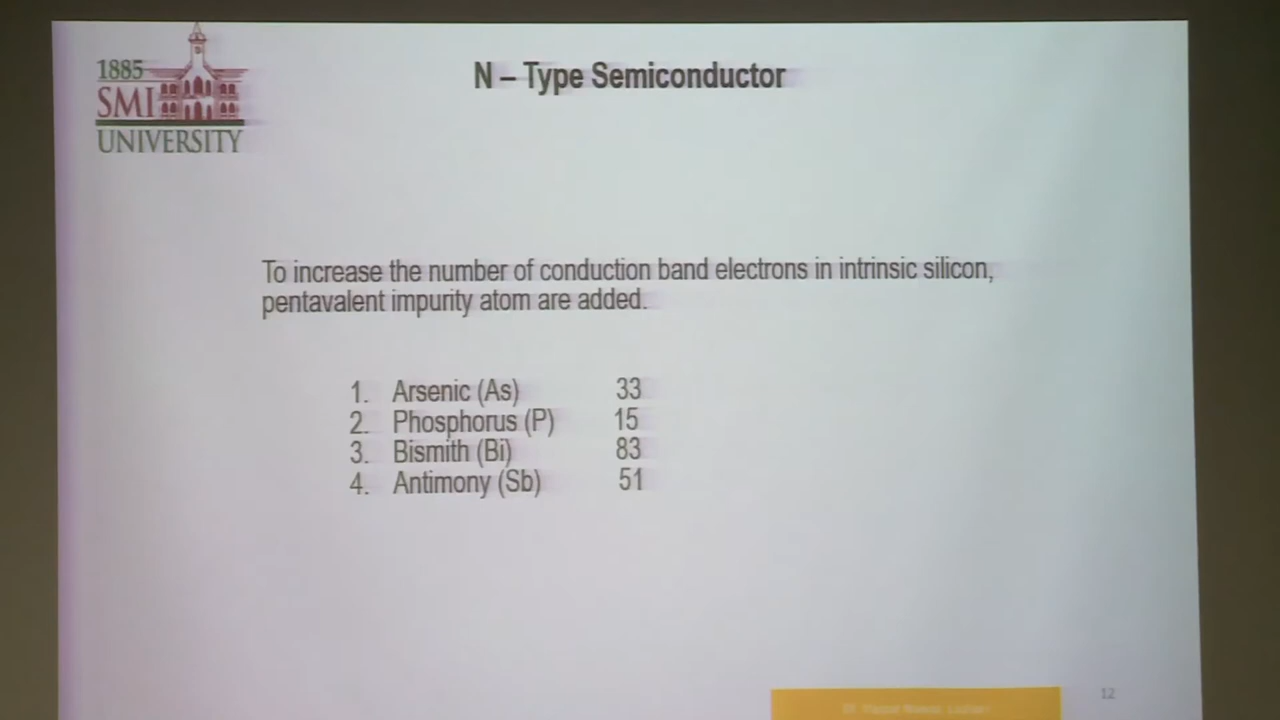 1885
SMI
UNIVERSITY
N – Type Semiconductor
To increase the number of conduction band electrons in intrinsic silicon,
pentavalent impurity atom are added.
1. Arsenic (As) 33
2. Phosphorus (P) 15
3. Bismith (Bi) 83
4. Antimony (Sb) 51
12